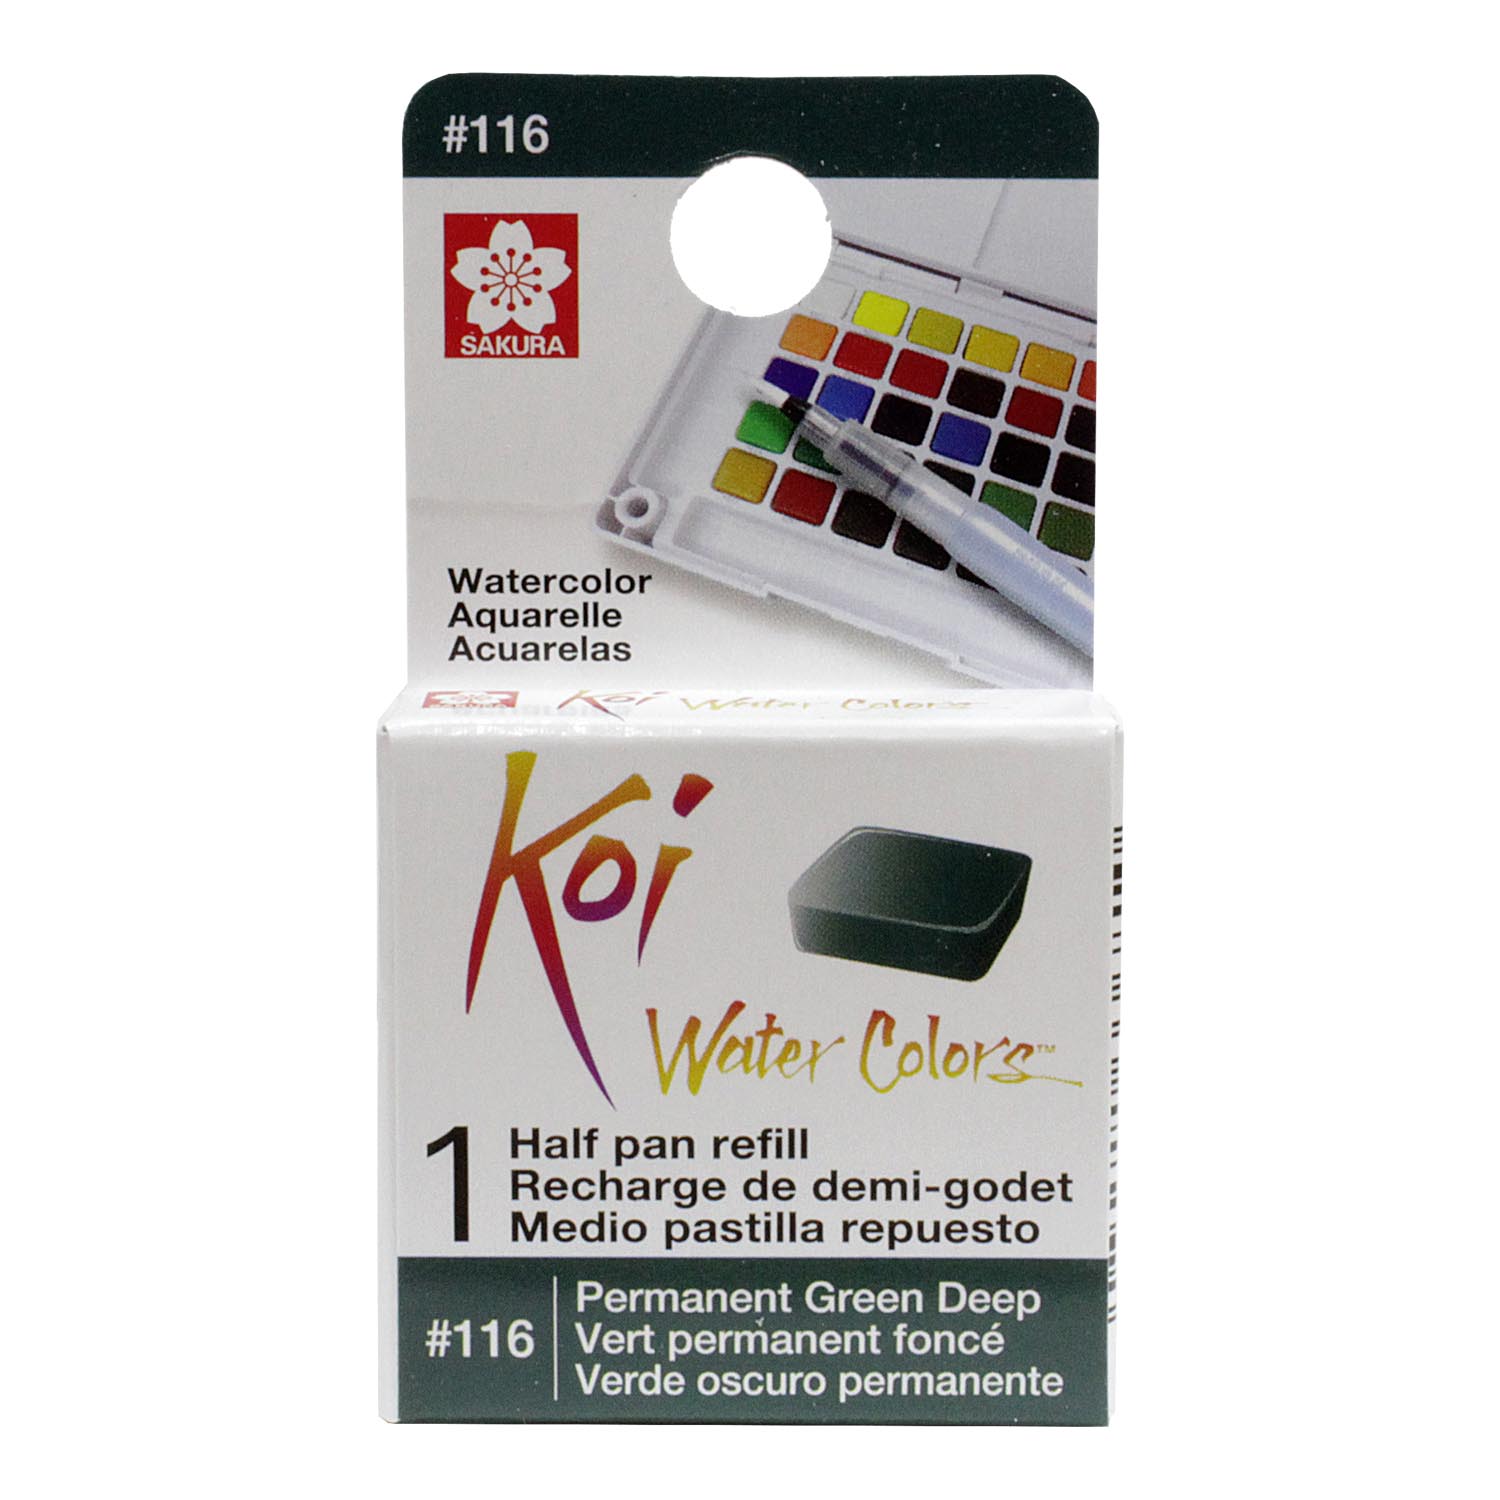 #116
SAKURA
Watercolor
Aquarelle
Acuarelas
Koi Water Colors
Koi
Water Colors™
1
Half pan refill
Recharge de demi-godet
Medio pastilla repuesto
#116
Permanent Green Deep
Vert permanent foncé
Verde oscuro permanente